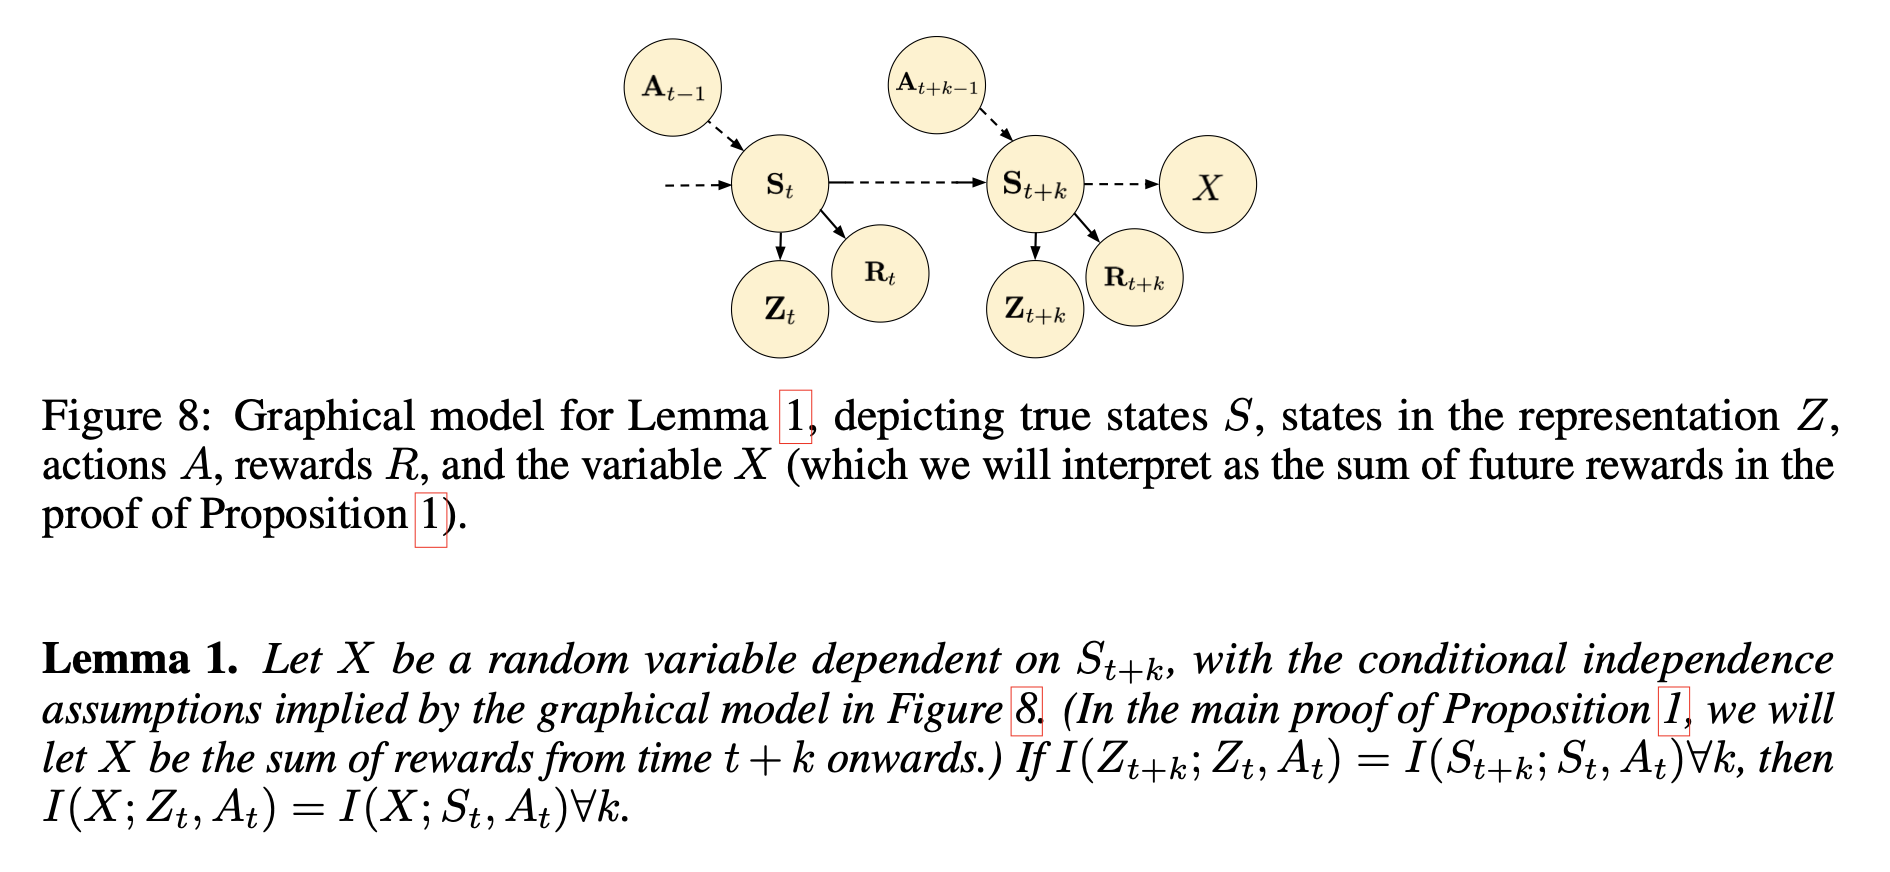 A_{t−1}
A_{t+k−1}
S_t
S_{t+k}
X
R_t
R_{t+k}
Z_t
Z_{t+k}
Figure 8: Graphical model for Lemma 1, depicting true states S, states in the representation Z,
actions A, rewards R, and the variable X (which we will interpret as the sum of future rewards in the
proof of Proposition 1).
Lemma 1. Let X be a random variable dependent on S_{t+k}, with the conditional independence
assumptions implied by the graphical model in Figure 8. (In the main proof of Proposition 1, we will
let X be the sum of rewards from time t + k onwards.) If I(Z_{t+k}; Z_t, A_t) = I(S_{t+k}; S_t, A_t)∀k, then
I(X; Z_t, A_t) = I(X; S_t, A_t)∀k.